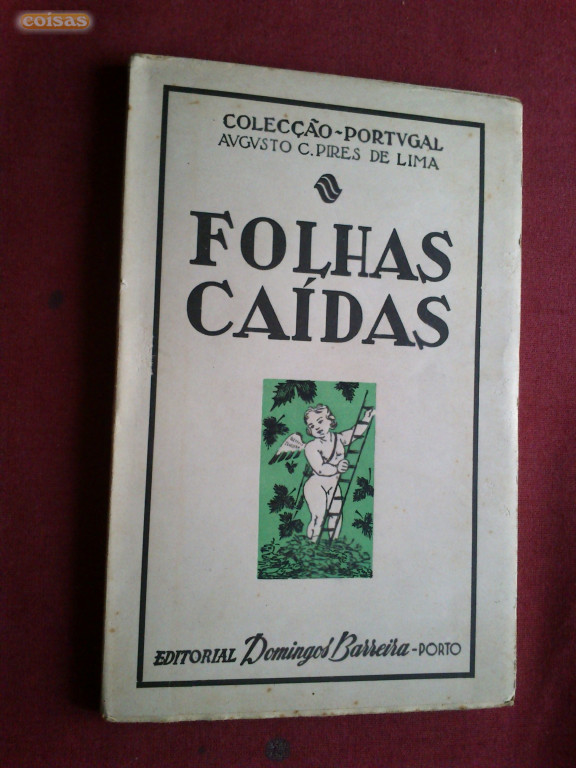 coisas
COLECÇÃO-PORTVGAL
AVGVSTO C. PIRES DE LIMA
FOLHAS
CAÍDAS
EDITORIAL Domingos Barreira-PORTO